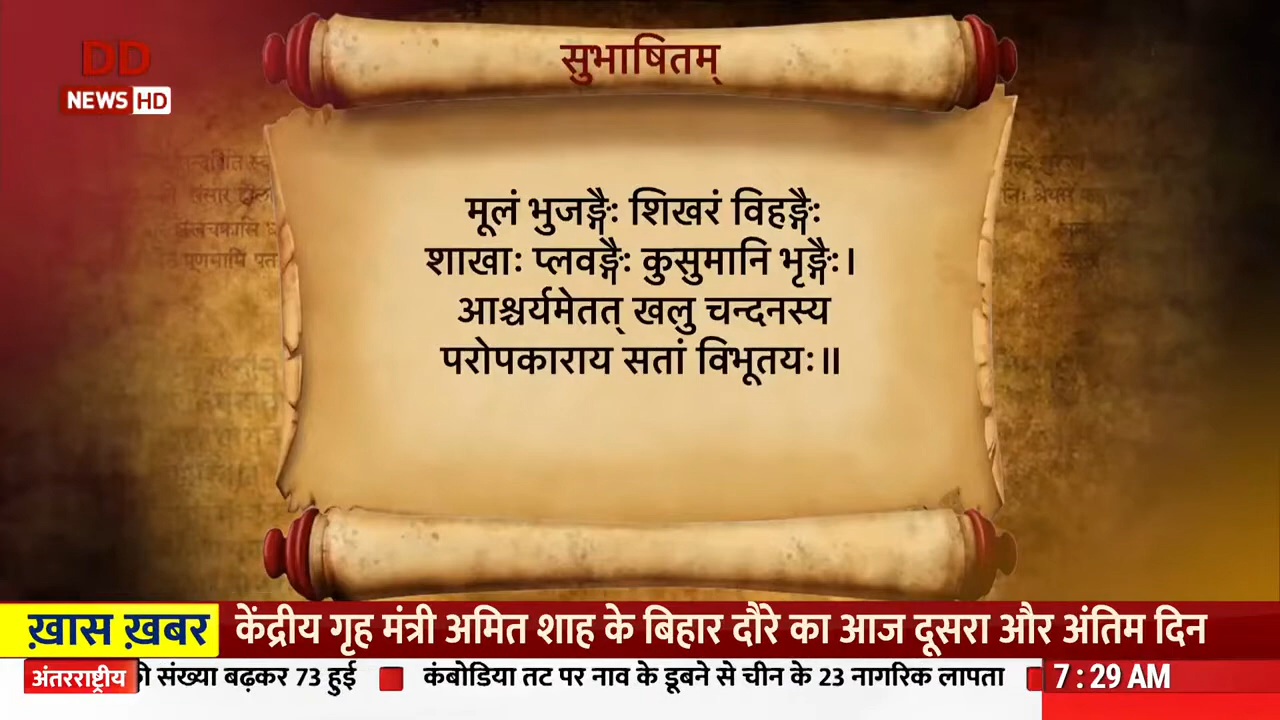 DD
NEWS HD
सुभाषितम्
मूलं भुजङ्गैः शिखरं विहङ्गैः
शाखाः प्लवङ्गैः कुसुमानि भृङ्गैः।
आश्चर्यमेतत् खलु चन्दनस्य
परोपकाराय सतां विभूतयः॥
ख़ास ख़बर केंद्रीय गृह मंत्री अमित शाह के बिहार दौरे का आज दूसरा और अंतिम दिन
अंतरराष्ट्रीय संख्या बढ़कर 73 हुई कंबोडिया तट पर नाव के डूबने से चीन के 23 नागरिक लापता 7 : 29 AM